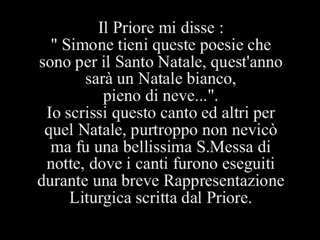 Il Priore mi disse :
" Simone tieni queste poesie che
sono per il Santo Natale, quest'anno
sarà un Natale bianco,
pieno di neve...".
Io scrissi questo canto ed altri per
quel Natale, purtroppo non nevicò
ma fu una bellissima S.Messa di
notte, dove i canti furono eseguiti
durante una breve Rappresentazione
Liturgica scritta dal Priore.